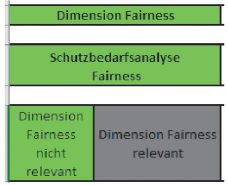 Dimension Fairness
Schutzbedarfsanalyse
Fairness
Dimension
Fairness
nicht
relevant
Dimension Fairness
relevant